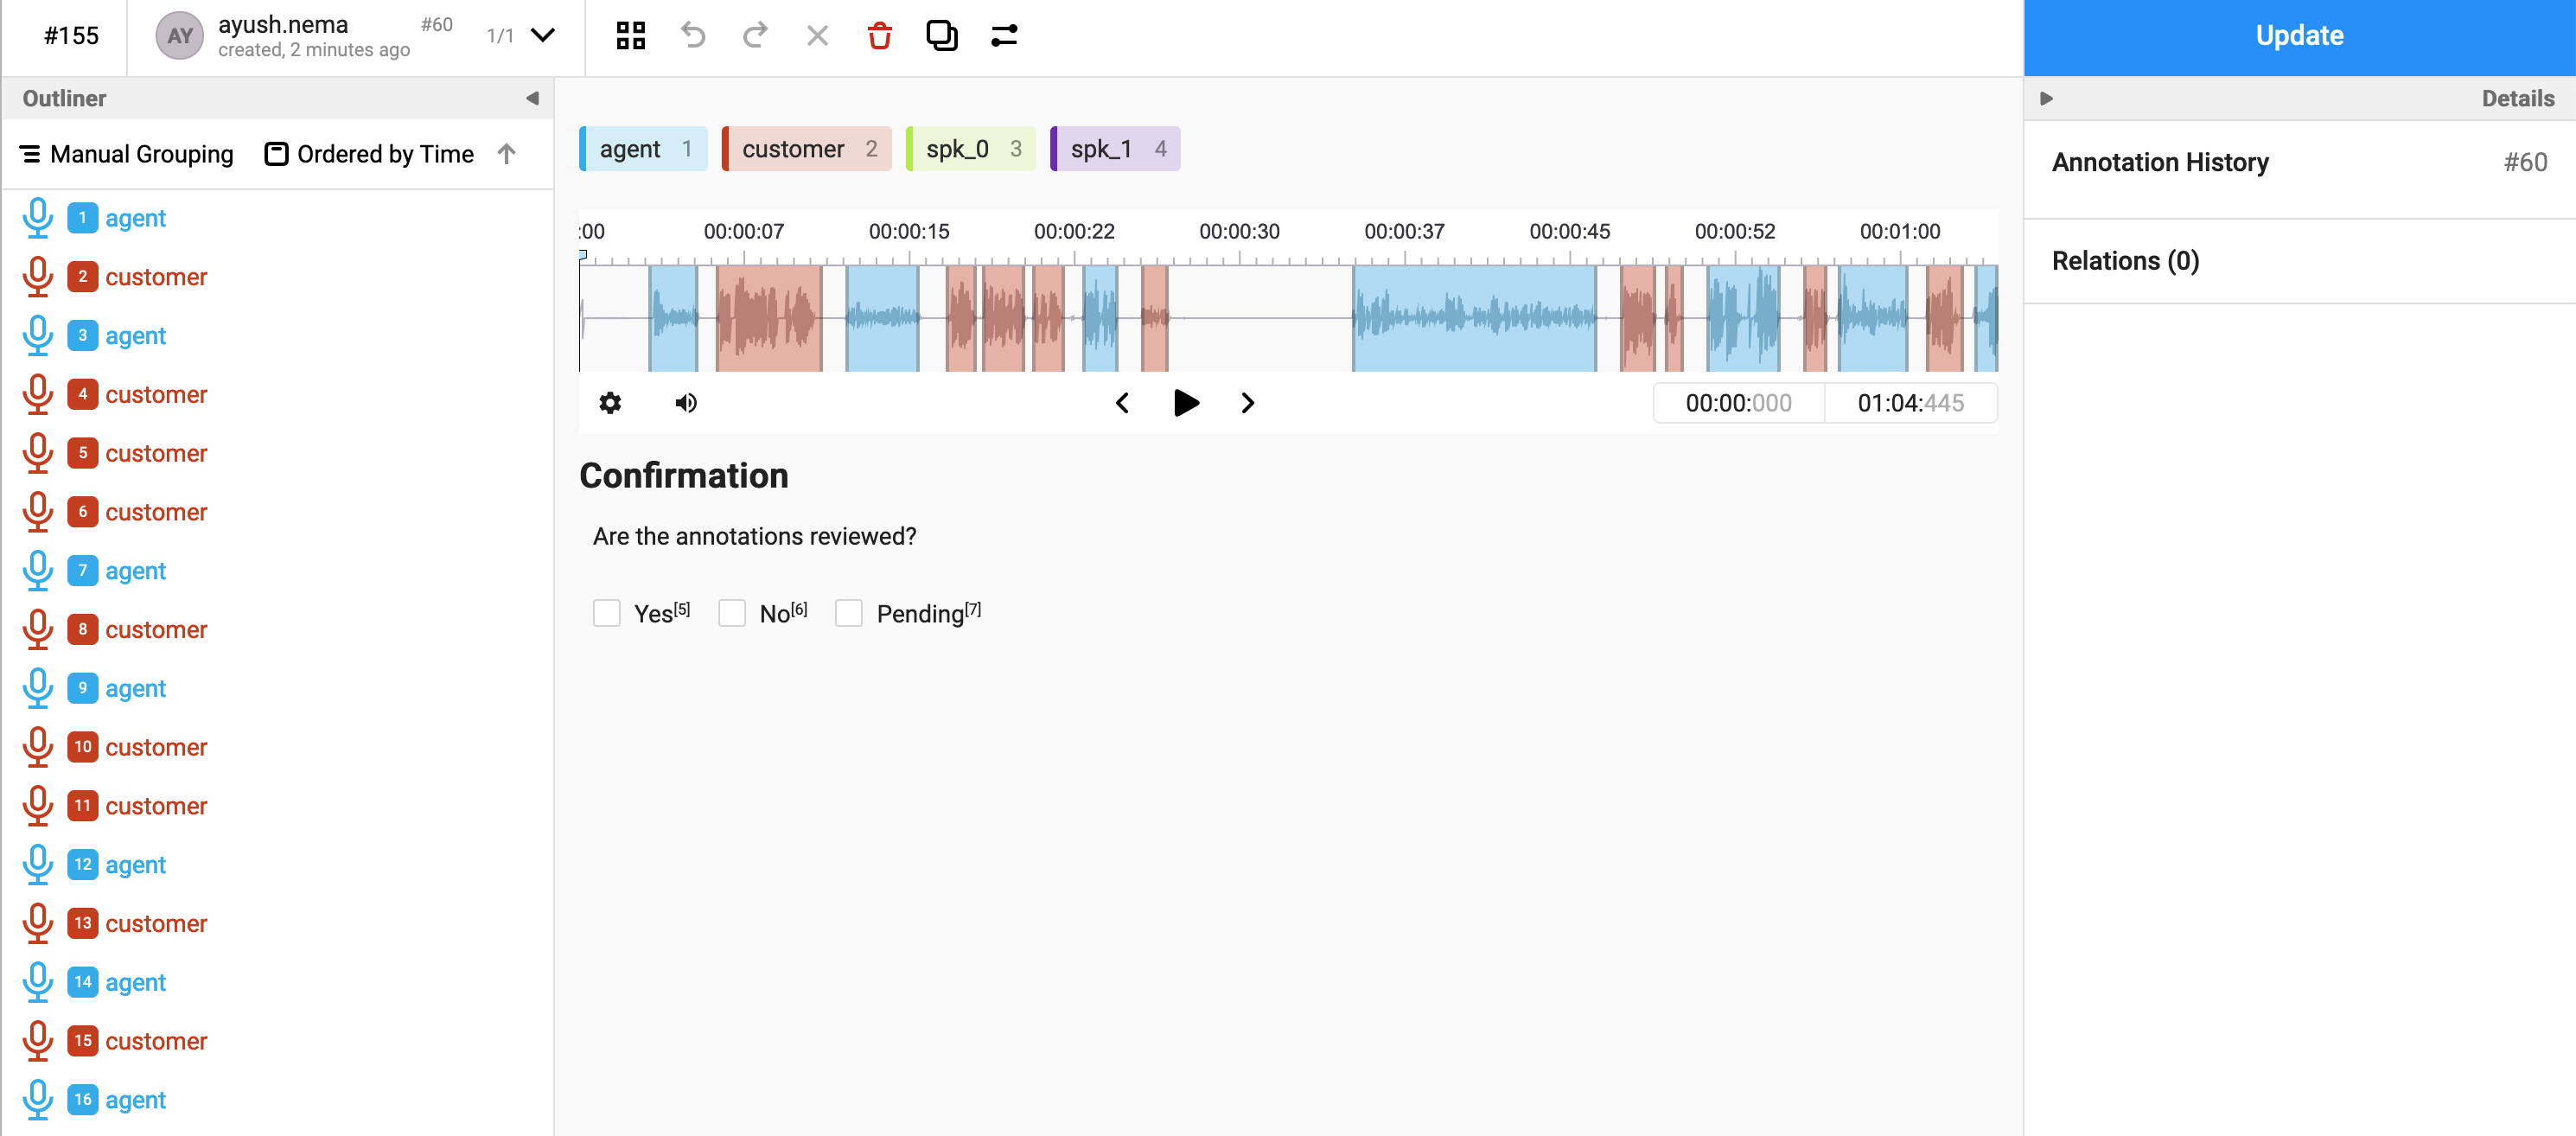 #155
AY
ayush.nema
#60
created, 2 minutes ago
1/1
Update
Outliner
Details
Manual Grouping
Ordered by Time
1 agent
2 customer
3 agent
4 customer
5 customer
6 customer
7 agent
8 customer
9 agent
10 customer
11 customer
12 agent
13 customer
14 agent
15 customer
16 agent
agent 1 customer 2 spk_0 3 spk_1 4
:00 00:00:07 00:00:15 00:00:22 00:00:30 00:00:37 00:00:45 00:00:52 00:01:00
00:00:000 01:04:445
Confirmation
Are the annotations reviewed?
Yes[5] No[6] Pending[7]
Annotation History #60
Relations (0)